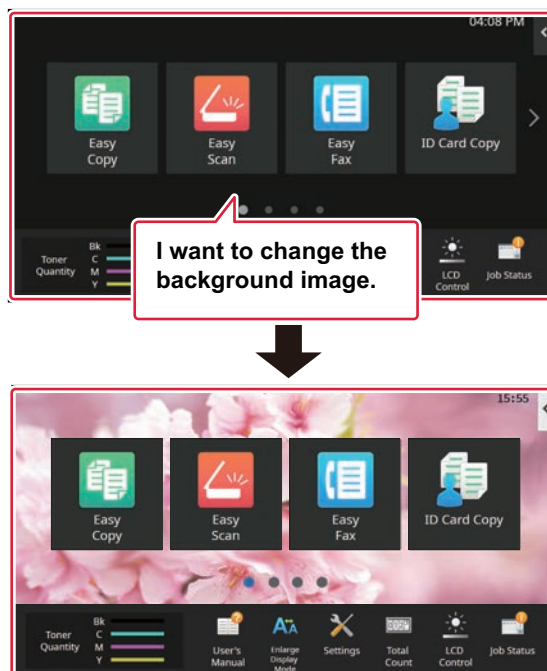 04:08 PM
Easy
Copy
Easy
Scan
Easy
Fax
ID Card Copy
I want to change the
background image.
Toner
Quantity
Bk
C
M
Y
LCD
Control
Job Status
15:55
Easy
Copy
Easy
Scan
Easy
Fax
ID Card Copy
Toner
Quantity
Bk
C
M
Y
User's
Manual
Enlarge
Display
Mode
Settings
Total
Count
LCD
Control
Job Status